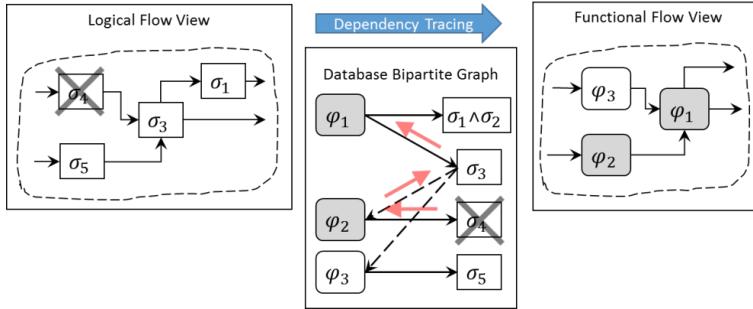 Logical Flow View
σ₄
σ₁
σ₃
σ₅
Dependency Tracing
Database Bipartite Graph
φ₁
σ₁∧σ₂
σ₃
φ₂
σ₄
φ₃
σ₅
Functional Flow View
φ₃
φ₁
φ₂